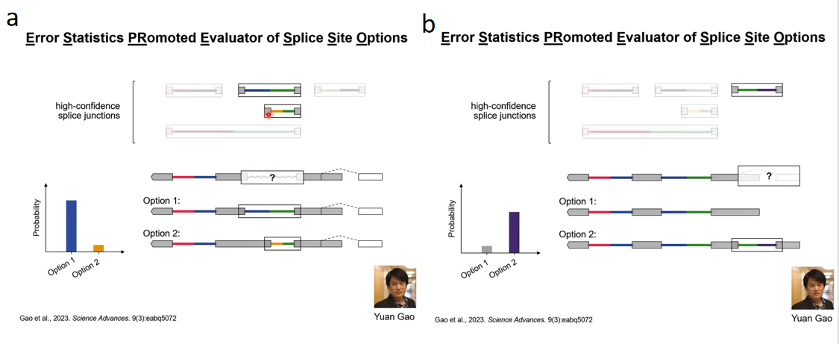 a
Error Statistics PRomoted Evaluator of Splice Site Options
high-confidence
splice junctions
?
Option 1:
Option 2:
Probability
Option 1
Option 2
Yuan Gao
Gao et al., 2023. Science Advances. 9(3):eabq5072
b
Error Statistics PRomoted Evaluator of Splice Site Options
high-confidence
splice junctions
?
Option 1:
Option 2:
Probability
Option 1
Option 2
Yuan Gao
Gao et al., 2023. Science Advances. 9(3):eabq5072